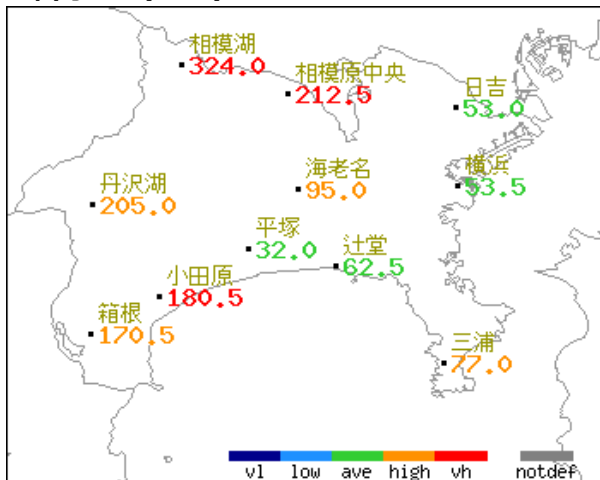 相模湖
324.0
相模原中央
212.5
日吉
53.0
海老名
95.0
横浜
53.5
丹沢湖
205.0
平塚
32.0
辻堂
62.5
小田原
180.5
箱根
170.5
三浦
77.0
vl low ave high vh notdef